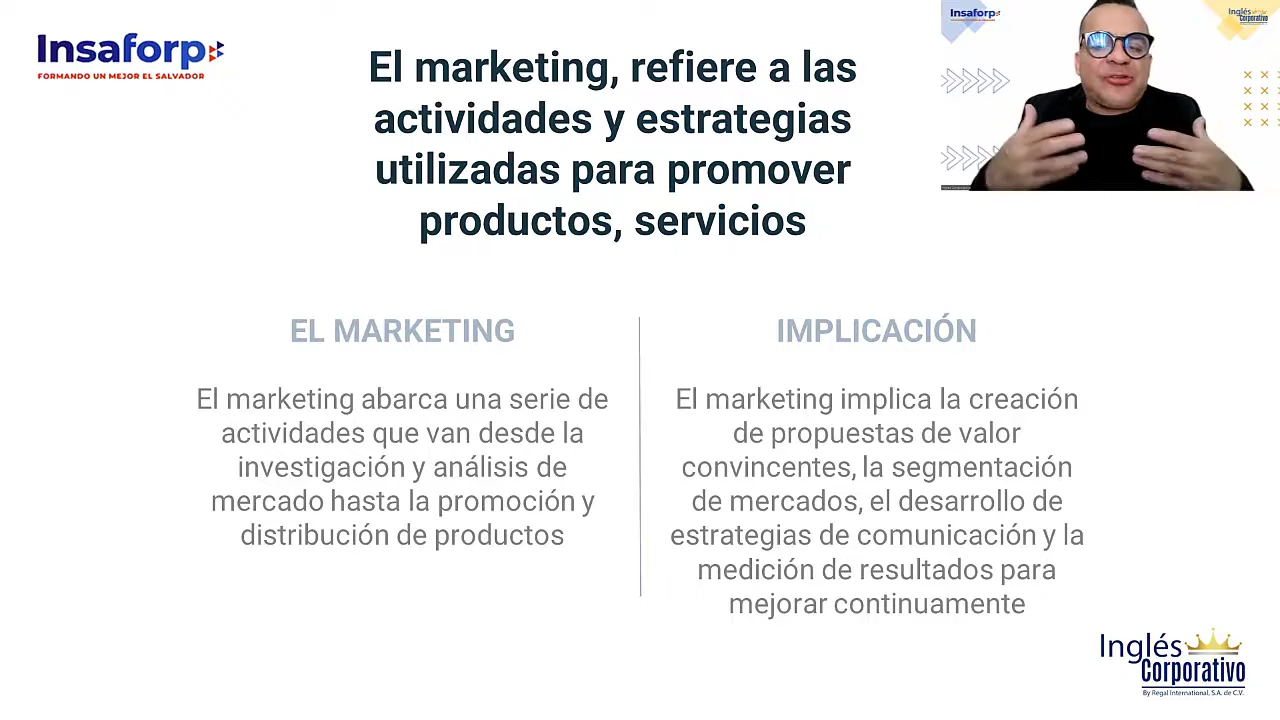 Insaforp
FORMANDO UN MEJOR EL SALVADOR
El marketing, refiere a las
actividades y estrategias
utilizadas para promover
productos, servicios
Insaforp
Inglés
Corporativo
EL MARKETING
El marketing abarca una serie de
actividades que van desde la
investigación y análisis de
mercado hasta la promoción y
distribución de productos
IMPLICACIÓN
El marketing implica la creación
de propuestas de valor
convincentes, la segmentación
de mercados, el desarrollo de
estrategias de comunicación y la
medición de resultados para
mejorar continuamente
Inglés
Corporativo
By Regal International, S.A. de C.V.